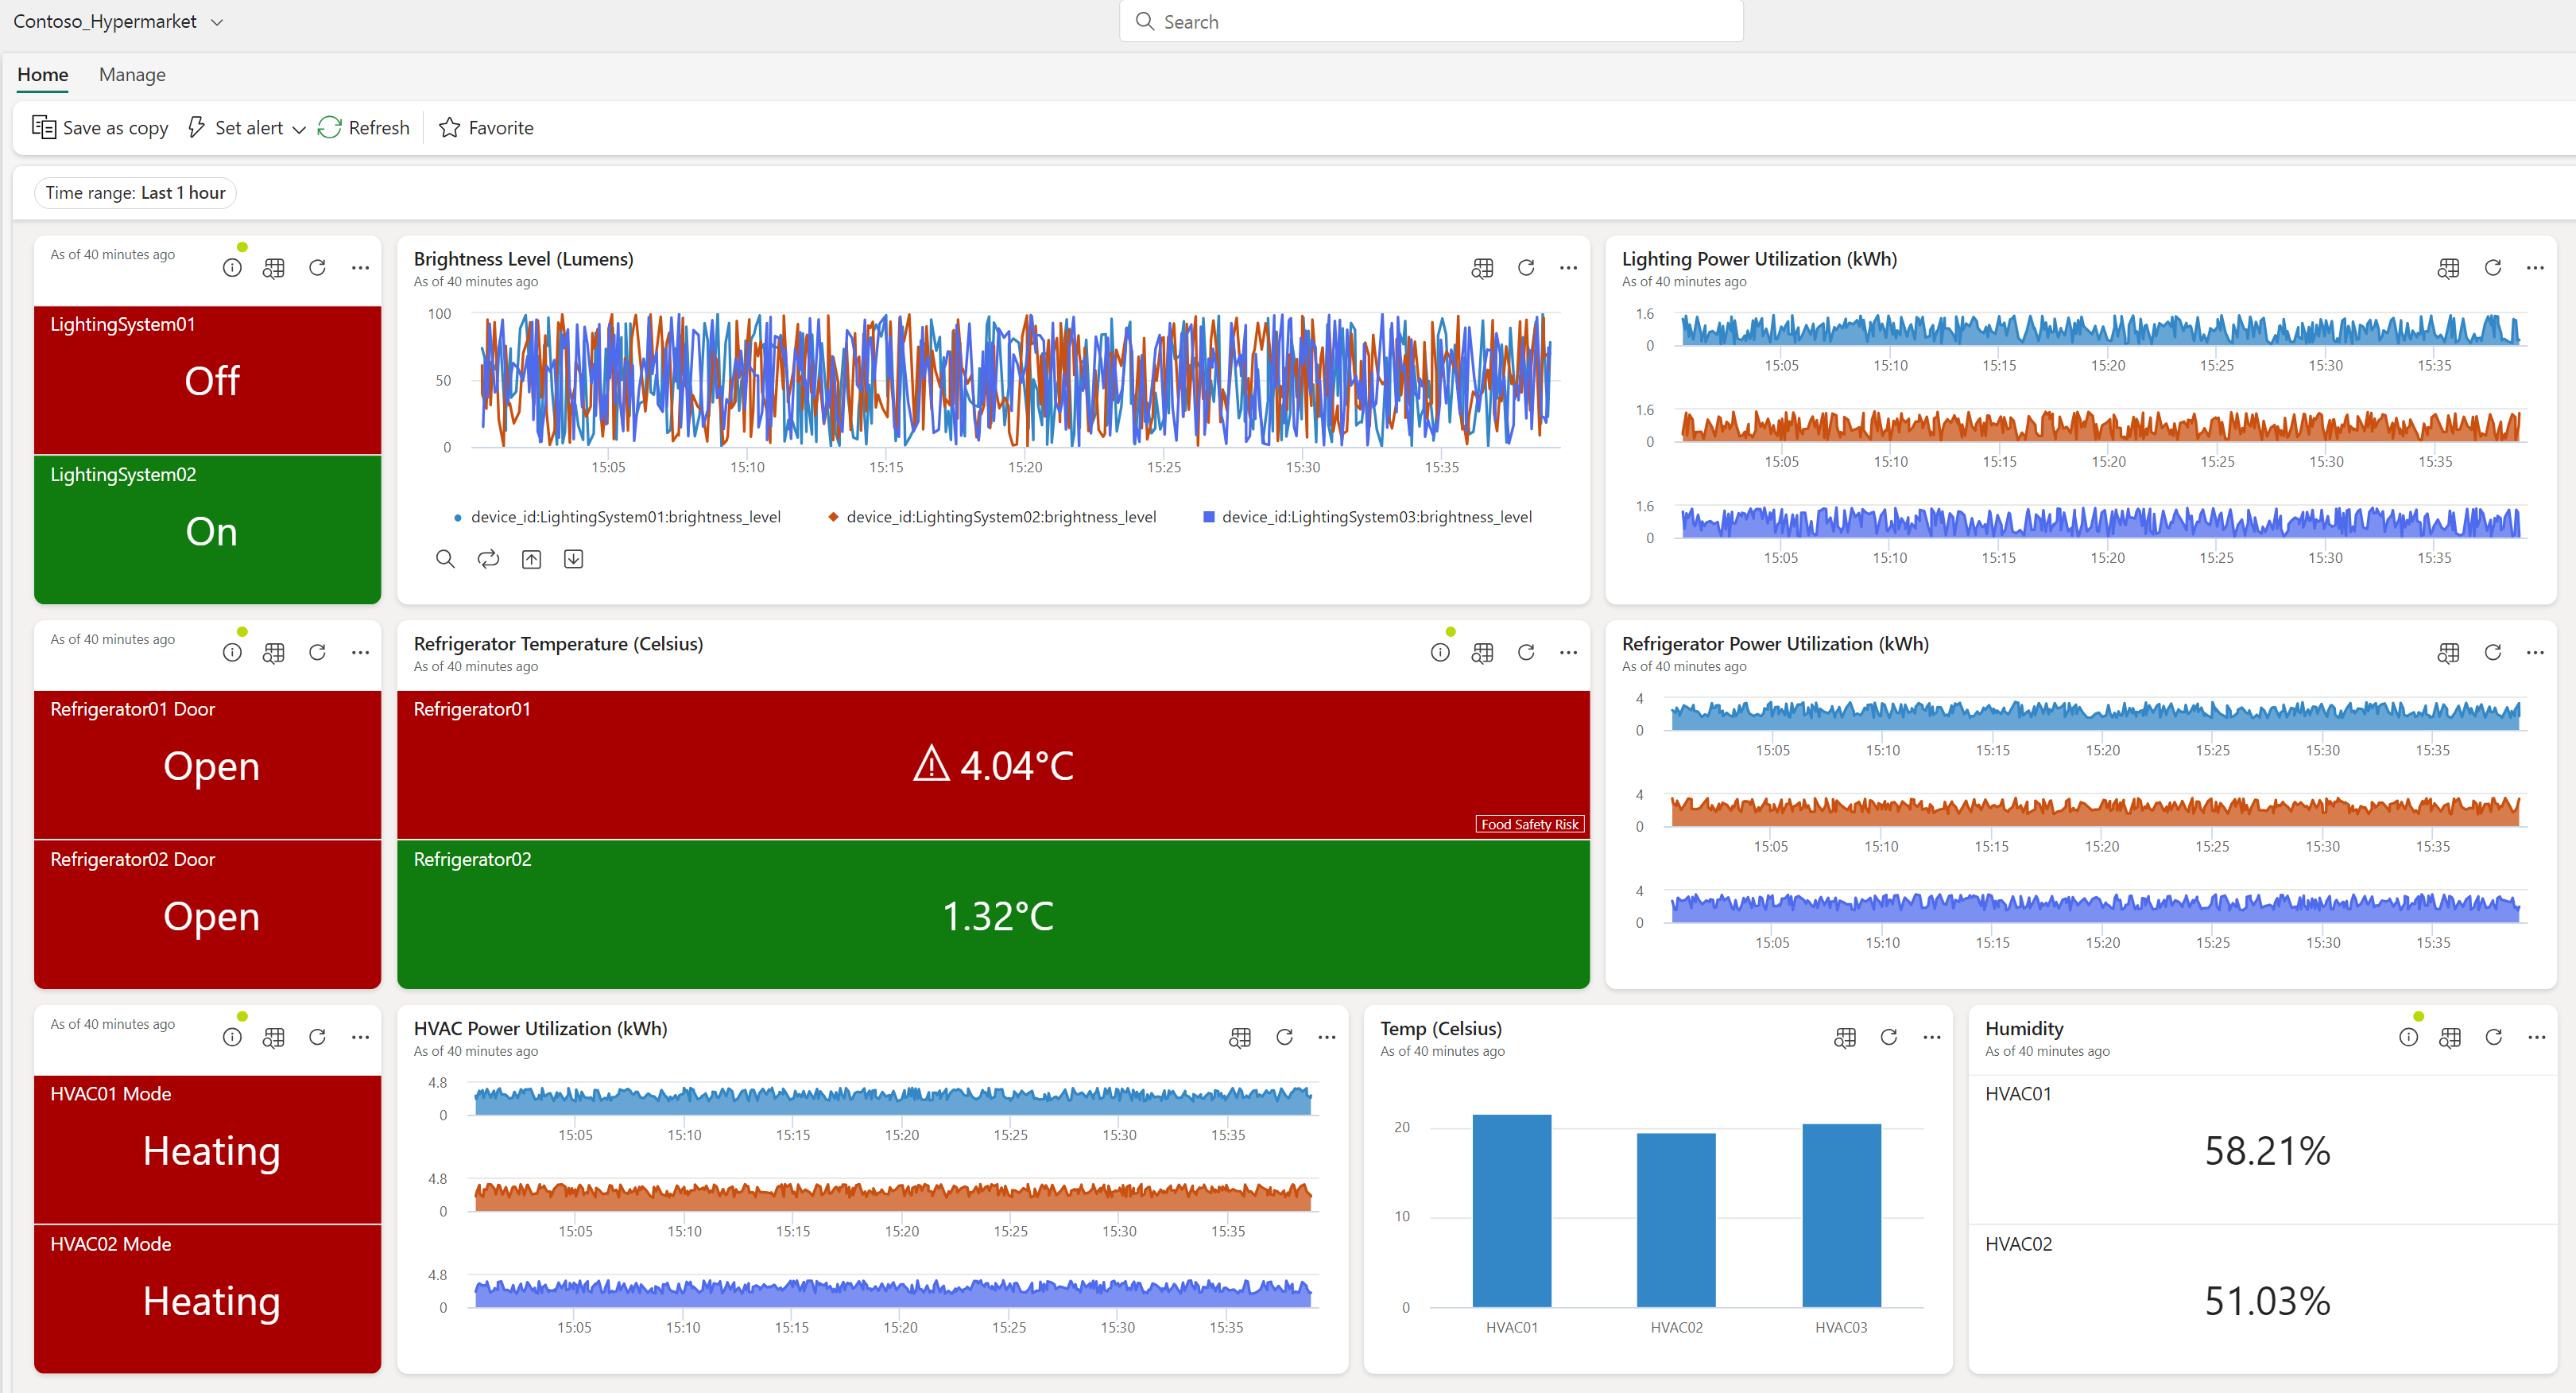 Contoso_Hypermarket
Search
Home Manage
Save as copy Set alert Refresh Favorite
Time range: Last 1 hour
As of 40 minutes ago
LightingSystem01
Off
LightingSystem02
On
Brightness Level (Lumens)
As of 40 minutes ago
100
50
0
15:05 15:10 15:15 15:20 15:25 15:30 15:35
device_id:LightingSystem01:brightness_level device_id:LightingSystem02:brightness_level device_id:LightingSystem03:brightness_level
Lighting Power Utilization (kWh)
As of 40 minutes ago
1.6
0
15:05 15:10 15:15 15:20 15:25 15:30 15:35
1.6
0
15:05 15:10 15:15 15:20 15:25 15:30 15:35
1.6
0
15:05 15:10 15:15 15:20 15:25 15:30 15:35
As of 40 minutes ago
Refrigerator01 Door
Open
Refrigerator02 Door
Open
Refrigerator Temperature (Celsius)
As of 40 minutes ago
Refrigerator01
4.04°C
Food Safety Risk
Refrigerator02
1.32°C
Refrigerator Power Utilization (kWh)
As of 40 minutes ago
4
0
15:05 15:10 15:15 15:20 15:25 15:30 15:35
4
0
15:05 15:10 15:15 15:20 15:25 15:30 15:35
4
0
15:05 15:10 15:15 15:20 15:25 15:30 15:35
As of 40 minutes ago
HVAC01 Mode
Heating
HVAC02 Mode
Heating
HVAC Power Utilization (kWh)
As of 40 minutes ago
4.8
0
15:05 15:10 15:15 15:20 15:25 15:30 15:35
4.8
0
15:05 15:10 15:15 15:20 15:25 15:30 15:35
4.8
0
15:05 15:10 15:15 15:20 15:25 15:30 15:35
Temp (Celsius)
As of 40 minutes ago
20
10
0
HVAC01 HVAC02 HVAC03
Humidity
As of 40 minutes ago
HVAC01
58.21%
HVAC02
51.03%